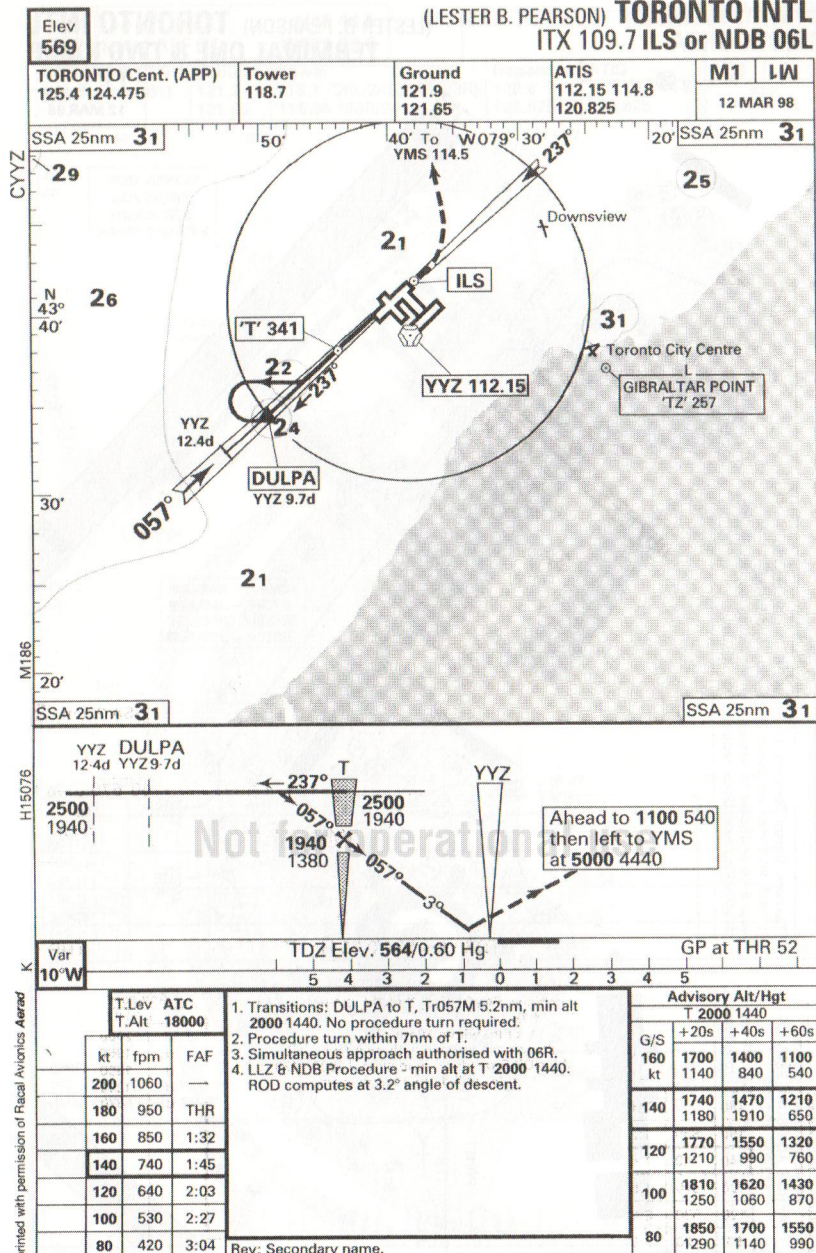 Elev
569
(LESTER B. PEARSON) TORONTO INTL
ITX 109.7 ILS or NDB 06L
TORONTO Cent. (APP)
125.4 124.475
Tower
118.7
Ground
121.9
121.65
ATIS
112.15 114.8
120.825
M1
12 MAR 98
SSA 25nm 31
50'
40'
To
YMS 114.5
W079° 30'
20'
SSA 25nm 31
CYYZ
29
237°
25
Downsview
21
26
ILS
N
43°
40'
'T' 341
31
Toronto City Centre
L
GIBRALTAR POINT
'TZ' 257
22
237°
YYZ 112.15
YYZ
12.4d
24
DULPA
YYZ 9.7d
30'
057°
21
M186
20'
SSA 25nm 31
SSA 25nm 31
H15076
YYZ
12·4d
DULPA
YYZ 9·7d
237°
T
YYZ
2500
1940
057°
2500
1940
1940
1380
057°
3°
Ahead to 1100 540
then left to YMS
at 5000 4440
Not for operational use
K
Var
10°W
TDZ Elev. 564/0.60 Hg
GP at THR 52
5 4 3 2 1 0 1 2 3 4 5
T.Lev ATC
T.Alt 18000
kt fpm FAF
200 1060 —
180 950 THR
160 850 1:32
140 740 1:45
120 640 2:03
100 530 2:27
80 420 3:04
1. Transitions: DULPA to T, Tr057M 5.2nm, min alt
2000 1440. No procedure turn required.
2. Procedure turn within 7nm of T.
3. Simultaneous approach authorised with 06R.
4. LLZ & NDB Procedure - min alt at T 2000 1440.
ROD computes at 3.2° angle of descent.
Rev: Secondary name.
Advisory Alt/Hgt
T 2000 1440
G/S +20s +40s +60s
160 1700 1400 1100
kt 1140 840 540
140 1740 1470 1210
1180 1910 650
120 1770 1550 1320
1210 990 760
100 1810 1620 1430
1250 1060 870
80 1850 1700 1550
1290 1140 990
printed with permission of Racal Avionics Aerad